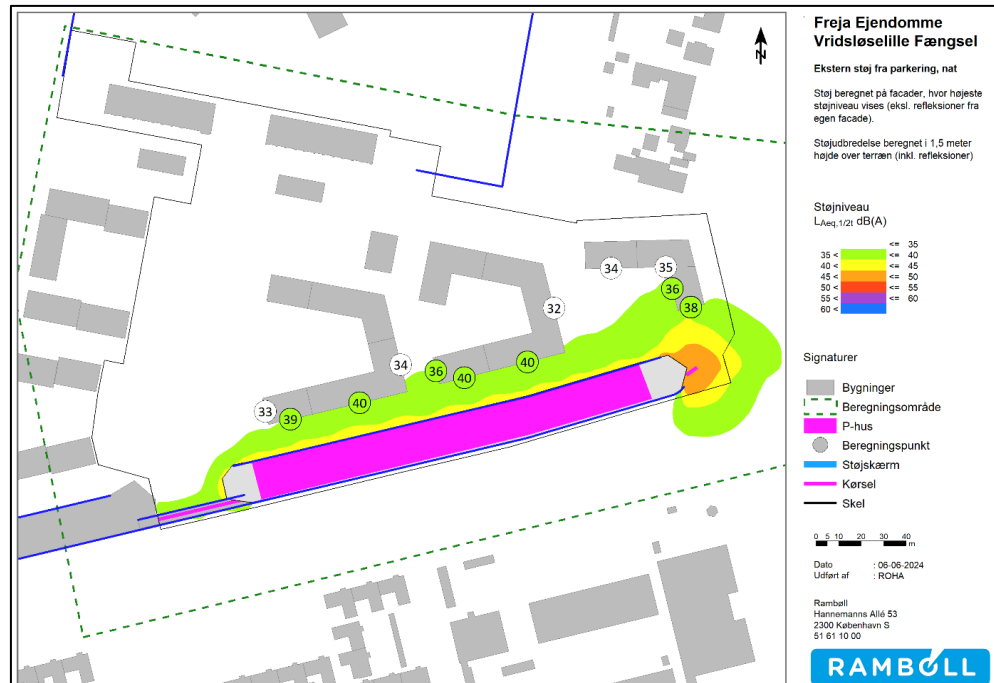 Freja Ejendomme
Vridsløselille Fængsel
Ekstern støj fra parkering, nat
Støj beregnet på facader, hvor højeste
støjniveau vises (eksl. refleksioner fra
egen facade).
Støjudbredelse beregnet i 1,5 meter
højde over terræn (inkl. refleksioner)
N
Støjniveau
LAeq,1/2t dB(A)
<= 35
35 < <= 40
40 < <= 45
45 < <= 50
50 < <= 55
55 < <= 60
60 <
34
35
36
38
32
34
36
40
40
33
39
40
Signaturer
Bygninger
Beregningsområde
P-hus
Beregningspunkt
Støjskærm
Kørsel
Skel
0 5 10 20 30 40
m
Dato : 06-06-2024
Udført af : ROHA
Rambøll
Hannemanns Allé 53
2300 København S
51 61 10 00
RAMBOLL